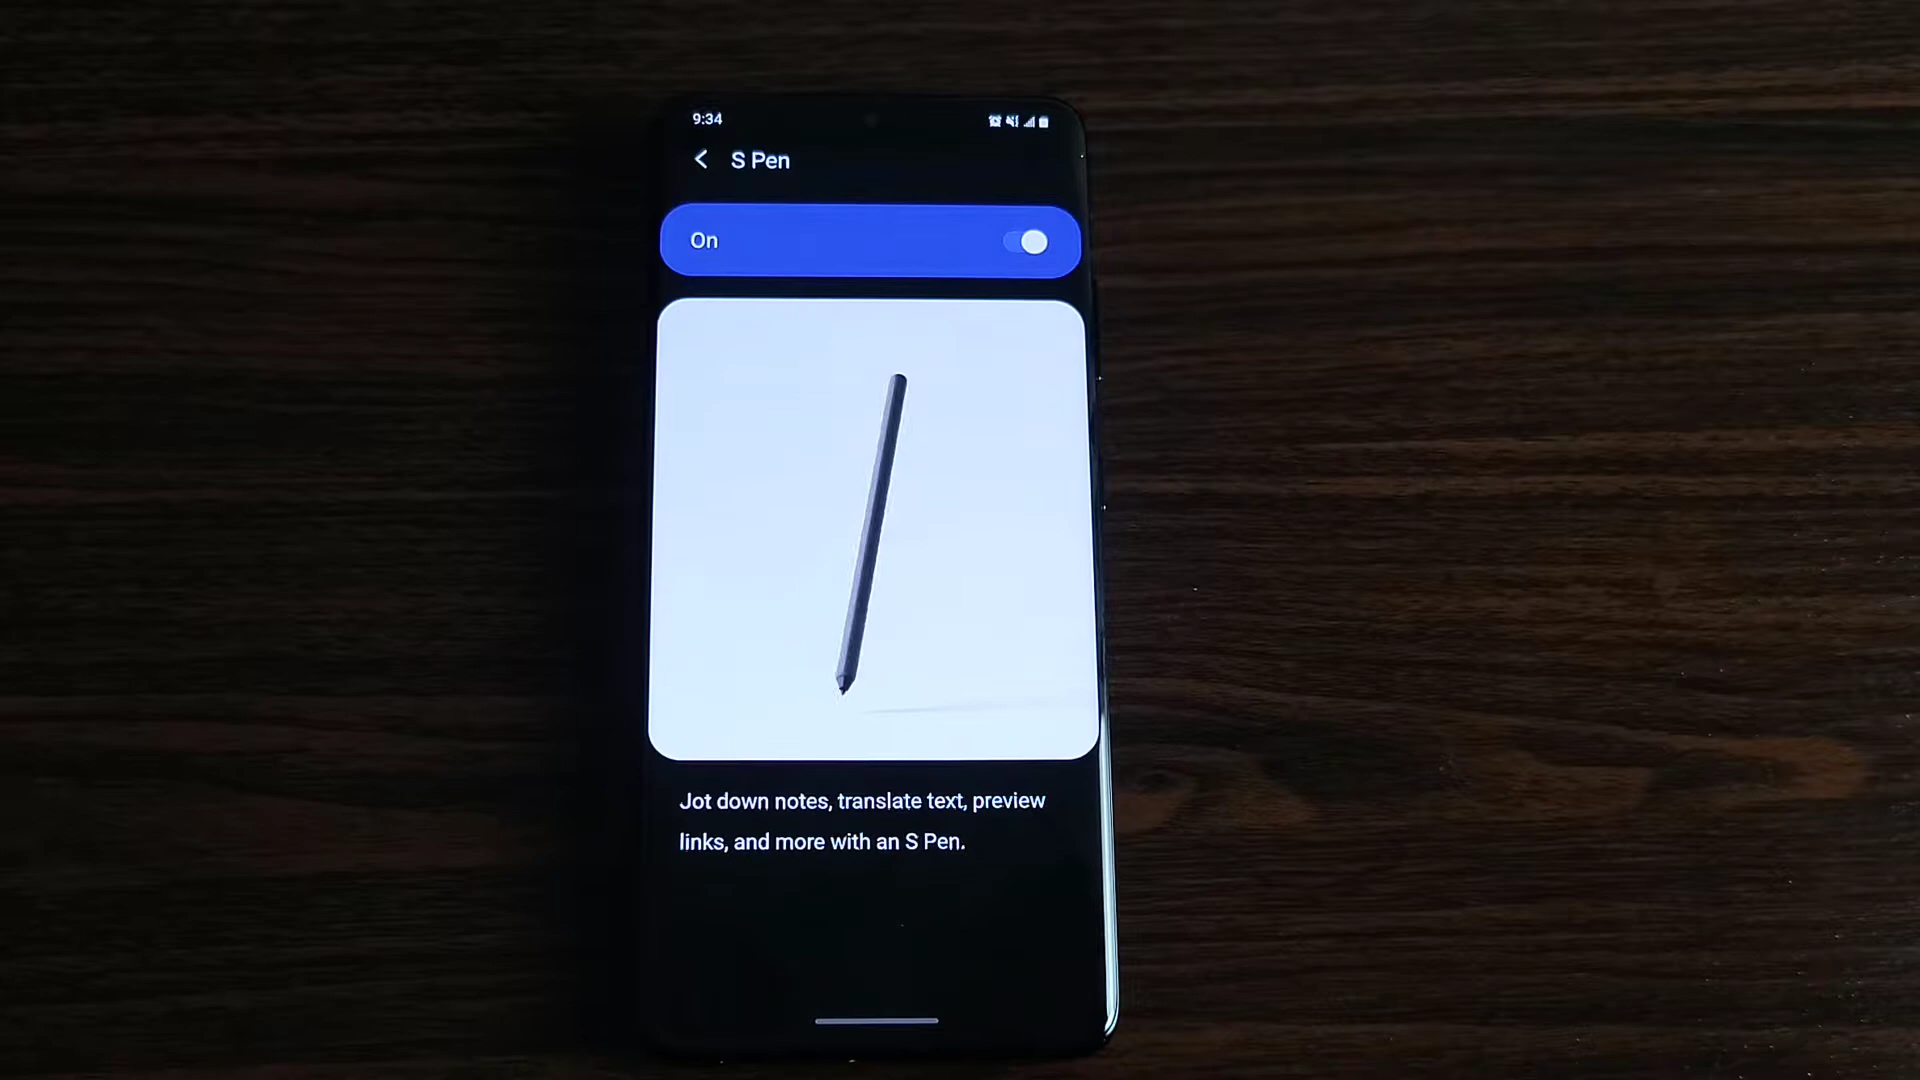 9:34
S Pen
On
Jot down notes, translate text, preview
links, and more with an S Pen.